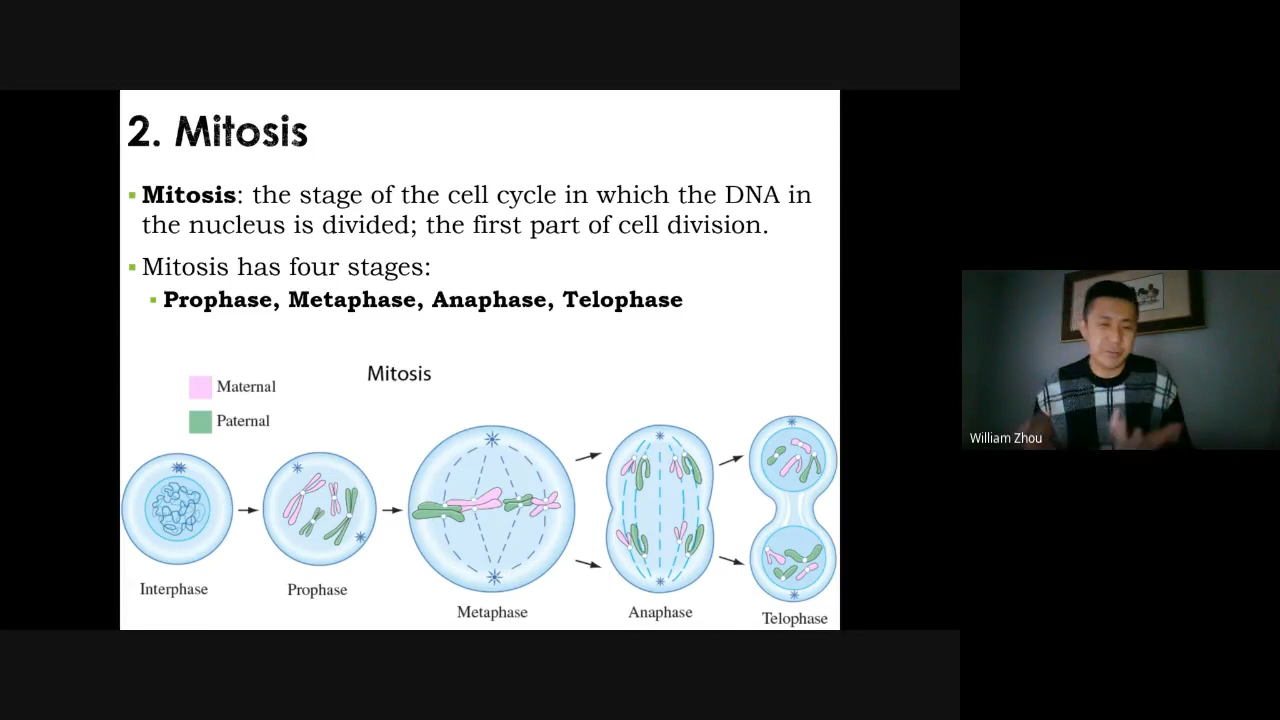 2. Mitosis
Mitosis: the stage of the cell cycle in which the DNA in
the nucleus is divided; the first part of cell division.
Mitosis has four stages:
Prophase, Metaphase, Anaphase, Telophase
Mitosis
Maternal
Paternal
Interphase
Prophase
Metaphase
Anaphase
Telophase
William Zhou